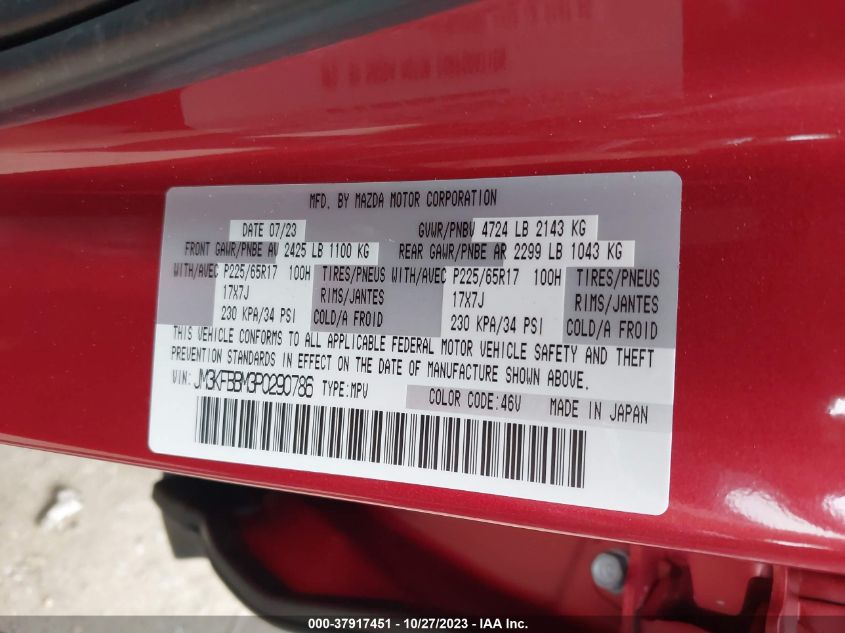 MFD. BY MAZDA MOTOR CORPORATION
DATE 07/23 GVWR/PNBV 4724 LB 2143 KG
FRONT GAWR/PNBE AV 2425 LB 1100 KG REAR GAWR/PNBE AR 2299 LB 1043 KG
WITH/AVEC P225/65R17 100H TIRES/PNEUS WITH/AVEC P225/65R17 100H TIRES/PNEUS
17X7J RIMS/JANTES 17X7J RIMS/JANTES
230 KPA/34 PSI COLD/A FROID 230 KPA/34 PSI COLD/A FROID
THIS VEHICLE CONFORMS TO ALL APPLICABLE FEDERAL MOTOR VEHICLE SAFETY AND THEFT
PREVENTION STANDARDS IN EFFECT ON THE DATE OF MANUFACTURE SHOWN ABOVE.
VIN: JM3KFBBM3P0290786 TYPE:MPV COLOR CODE:46V MADE IN JAPAN
000-37917451 - 10/27/2023 - IAA Inc.